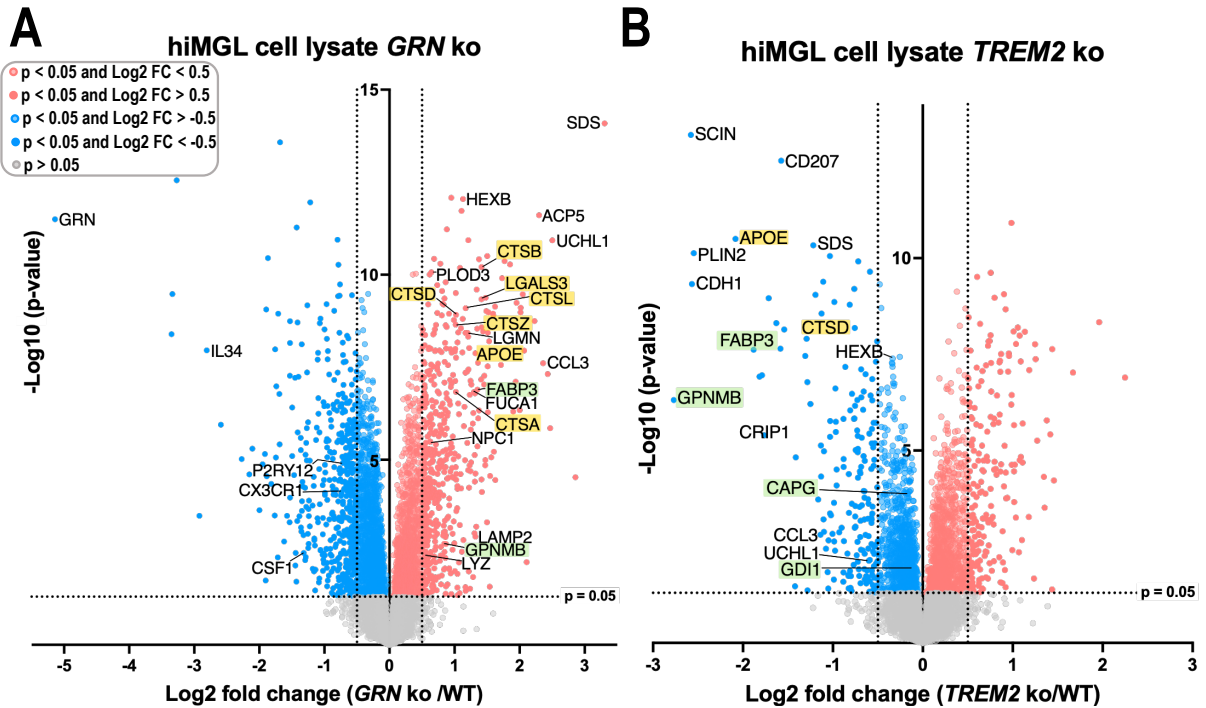 A
hiMGL cell lysate GRN ko
p < 0.05 and Log2 FC < 0.5
p < 0.05 and Log2 FC > 0.5
p < 0.05 and Log2 FC > -0.5
p < 0.05 and Log2 FC < -0.5
p > 0.05
15
10
5
-Log10 (p-value)
SDS
HEXB
ACP5
GRN
UCHL1
CTSB
PLOD3
LGALS3
CTSD
CTSL
CTSZ
LGMN
IL34
APOE
CCL3
FABP3
FUCA1
CTSA
NPC1
P2RY12
CX3CR1
LAMP2
GPNMB
LYZ
CSF1
p = 0.05
-5
-4
-3
-2
-1
0
1
2
3
Log2 fold change (GRN ko /WT)
B
hiMGL cell lysate TREM2 ko
10
5
-Log10 (p-value)
SCIN
CD207
APOE
SDS
PLIN2
CDH1
CTSD
FABP3
HEXB
GPNMB
CRIP1
CAPG
CCL3
UCHL1
GDI1
p = 0.05
-3
-2
-1
0
1
2
3
Log2 fold change (TREM2 ko/WT)